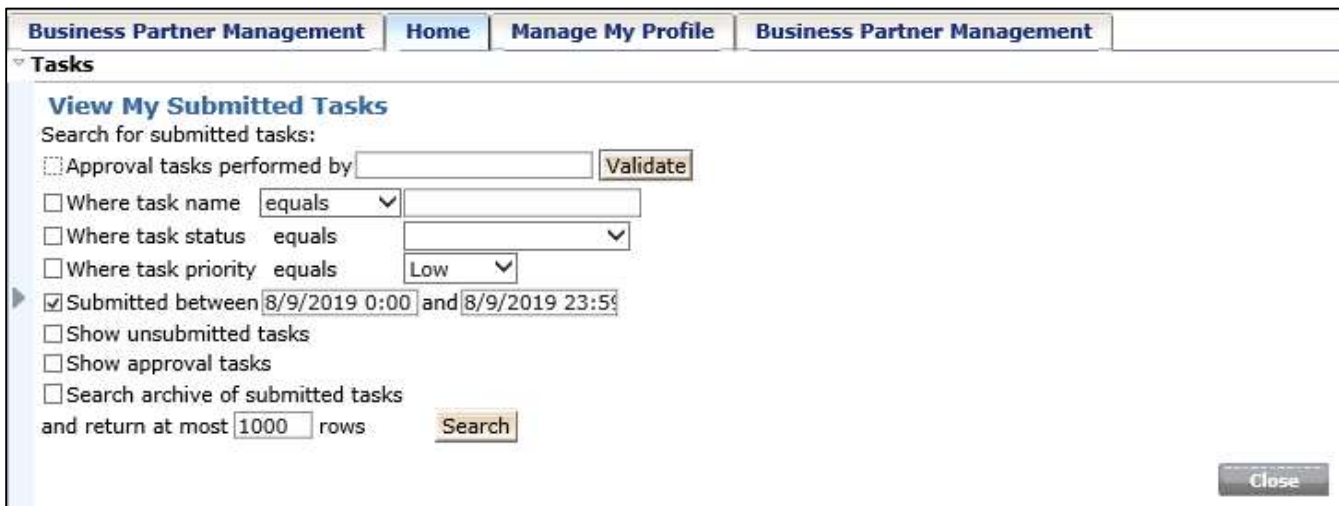 Business Partner Management Home Manage My Profile Business Partner Management
Tasks
View My Submitted Tasks
Search for submitted tasks:
Approval tasks performed by Validate
Where task name equals
Where task status equals
Where task priority equals Low
Submitted between 8/9/2019 0:00 and 8/9/2019 23:59
Show unsubmitted tasks
Show approval tasks
Search archive of submitted tasks
and return at most 1000 rows Search
Close